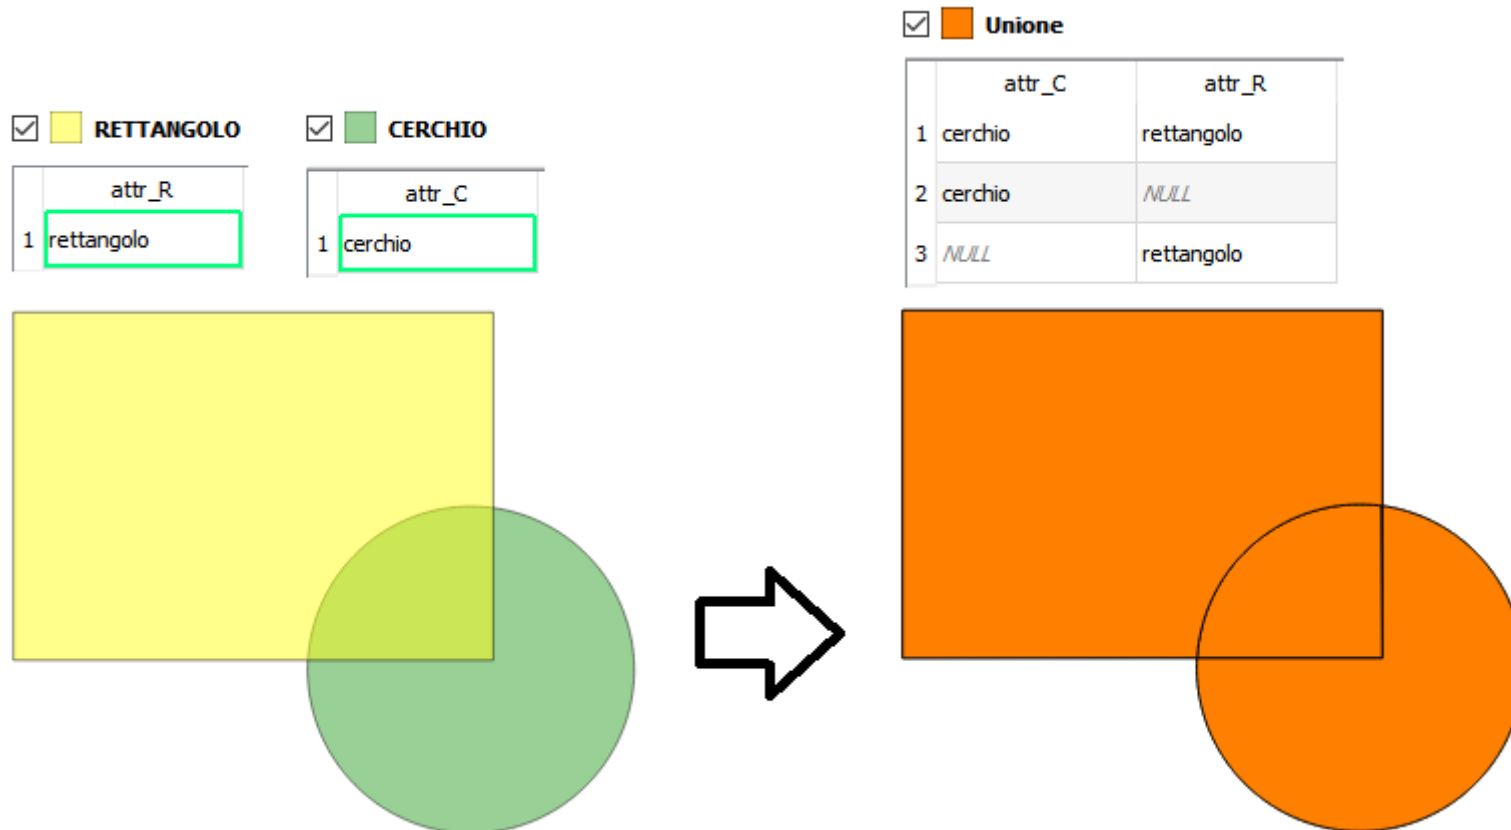 RETTANGOLO
attr_R
1 rettangolo
CERCHIO
attr_C
1 cerchio
Unione
attr_C attr_R
1 cerchio rettangolo
2 cerchio NULL
3 NULL rettangolo